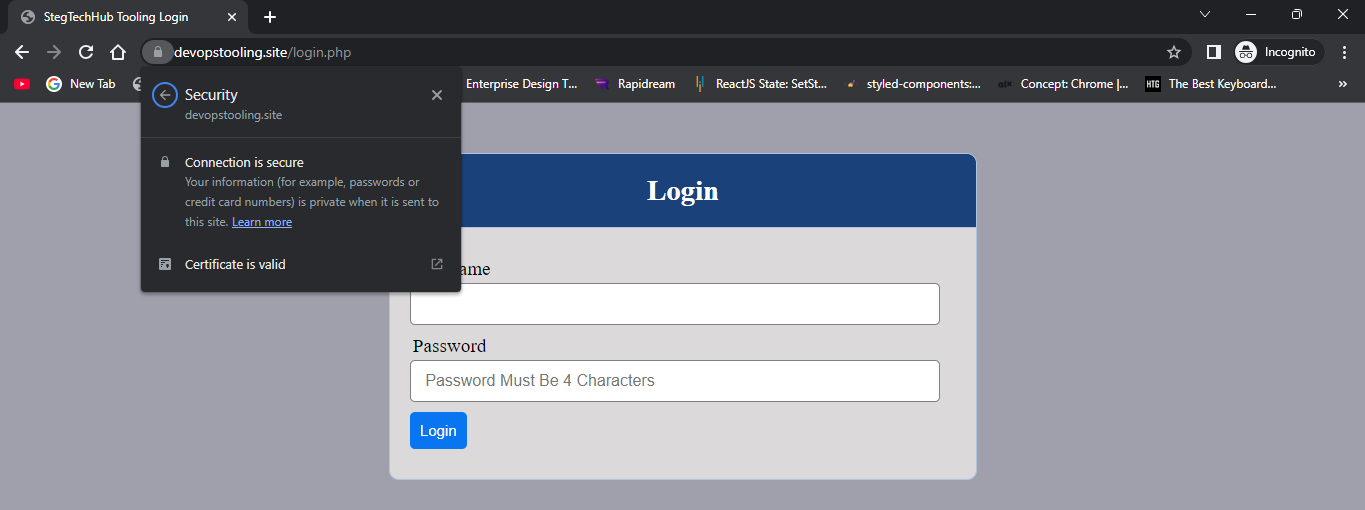 StegTechHub Tooling Login
devopstooling.site/login.php
Incognito
New Tab
Enterprise Design T...
Rapidream
ReactJS State: SetSt...
styled-components:...
Concept: Chrome |...
HTG
The Best Keyboard...
»
Security
devopstooling.site
Connection is secure
Your information (for example, passwords or
credit card numbers) is private when it is sent to
this site. Learn more
Certificate is valid
Login
ame
Password
Password Must Be 4 Characters
Login